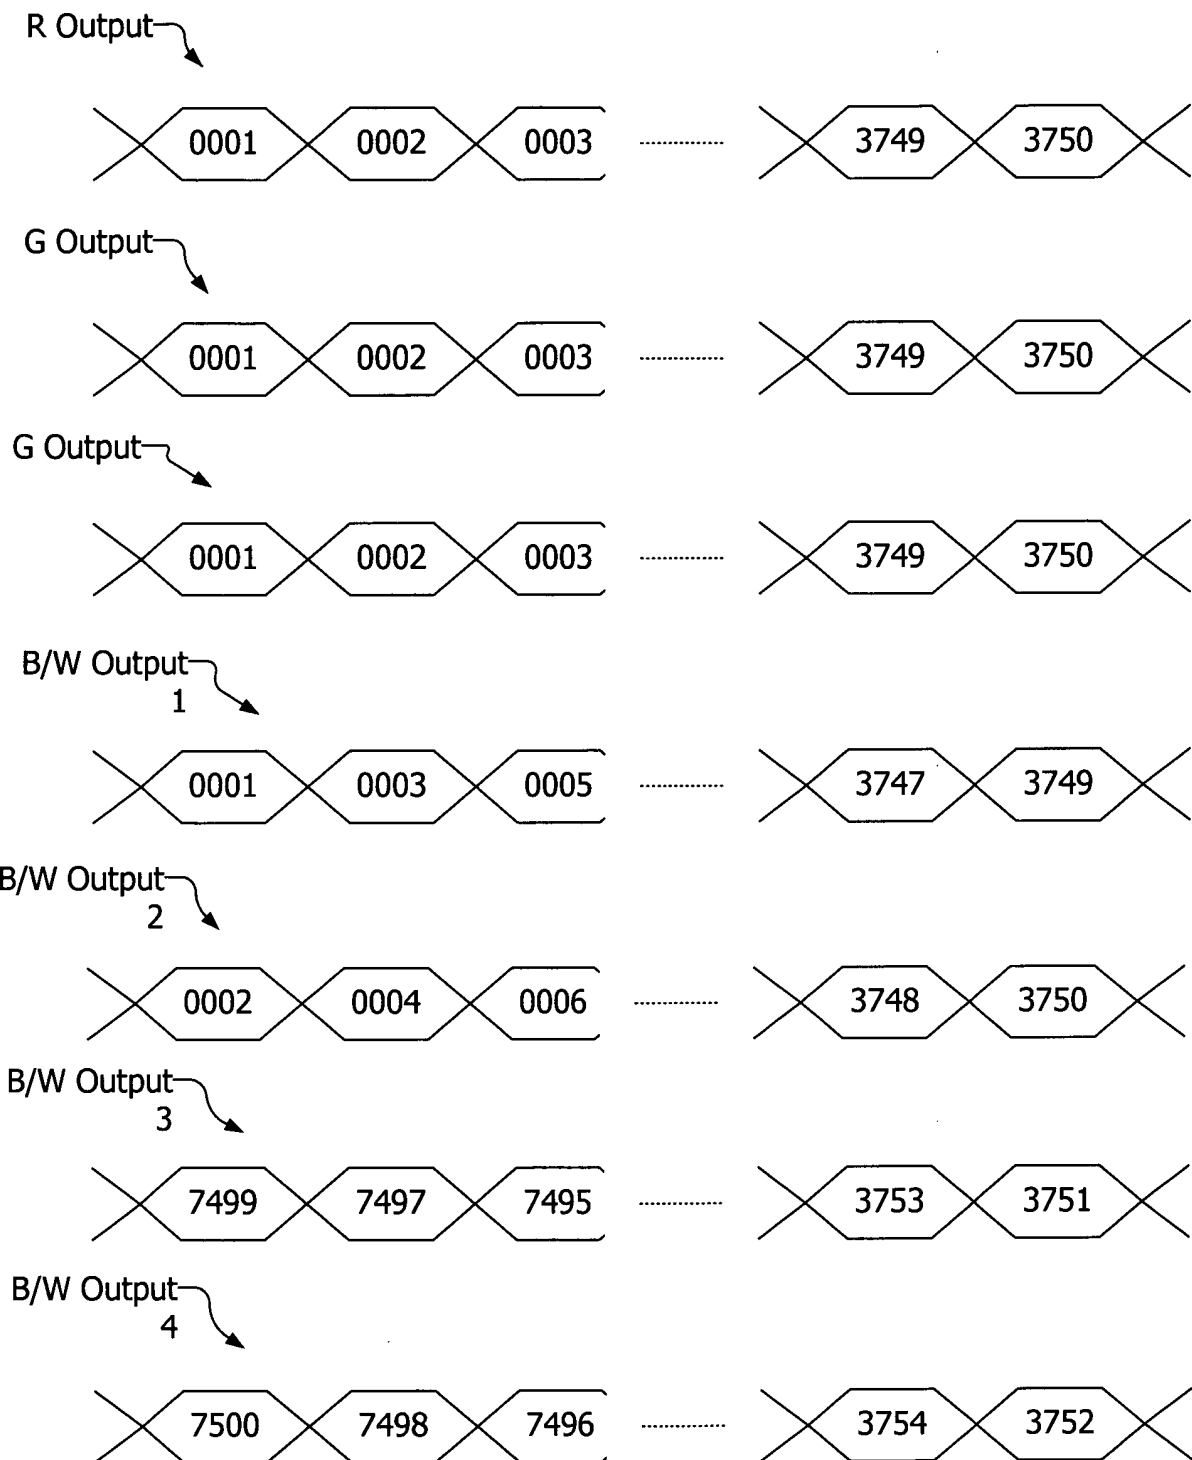 R Output
0001 0002 0003 ............... 3749 3750
G Output
0001 0002 0003 ............... 3749 3750
G Output
0001 0002 0003 ............... 3749 3750
B/W Output
1
0001 0003 0005 ............... 3747 3749
B/W Output
2
0002 0004 0006 ............... 3748 3750
B/W Output
3
7499 7497 7495 ............... 3753 3751
B/W Output
4
7500 7498 7496 ............... 3754 3752